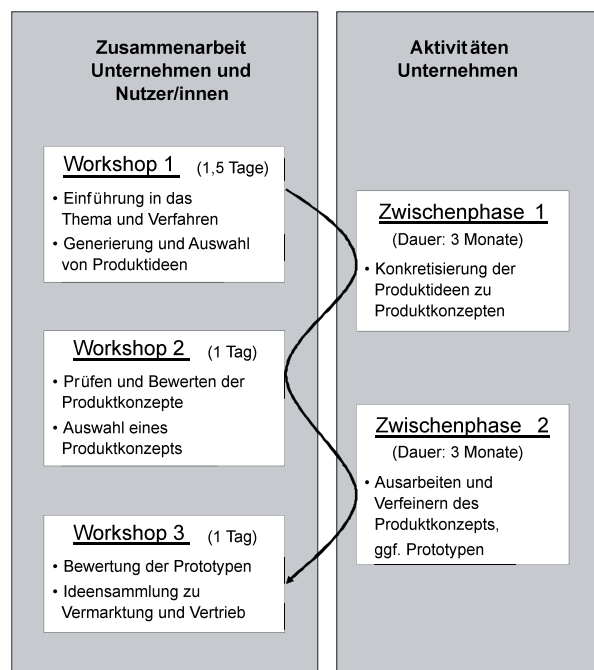 Zusammenarbeit
Unternehmen und
Nutzer/innen
Workshop 1 (1,5 Tage)
• Einführung in das
Thema und Verfahren
• Generierung und Auswahl
von Produktideen
Workshop 2 (1 Tag)
• Prüfen und Bewerten der
Produktkonzepte
• Auswahl eines
Produktkonzepts
Workshop 3 (1 Tag)
• Bewertung der Prototypen
• Ideensammlung zu
Vermarktung und Vertrieb
Aktivitäten
Unternehmen
Zwischenphase 1
(Dauer: 3 Monate)
• Konkretisierung der
Produktideen zu
Produktkonzepten
Zwischenphase 2
(Dauer: 3 Monate)
• Ausarbeiten und
Verfeinern des
Produktkonzepts,
ggf. Prototypen